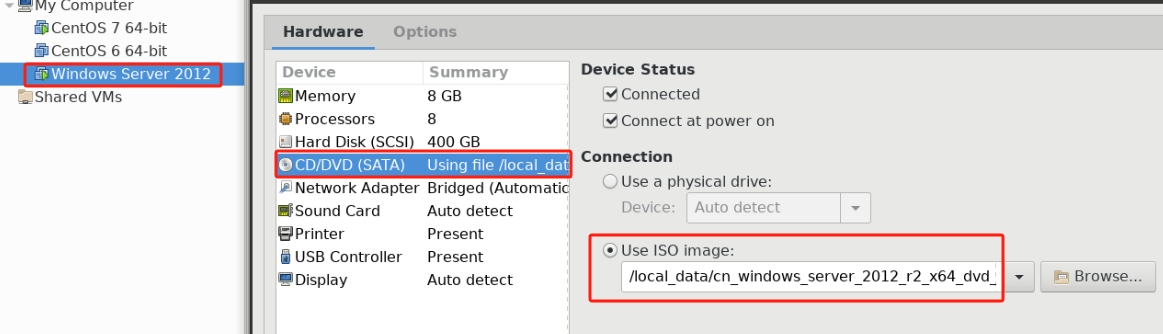 My Computer
CentOS 7 64-bit
CentOS 6 64-bit
Windows Server 2012
Shared VMs
Hardware Options
Device Summary
Memory 8 GB
Processors 8
Hard Disk (SCSI) 400 GB
CD/DVD (SATA) Using file /local_dat
Network Adapter Bridged (Automatic
Sound Card Auto detect
Printer Present
USB Controller Present
Display Auto detect
Device Status
Connected
Connect at power on
Connection
Use a physical drive:
Device: Auto detect
Use ISO image:
/local_data/cn_windows_server_2012_r2_x64_dvd_
Browse...